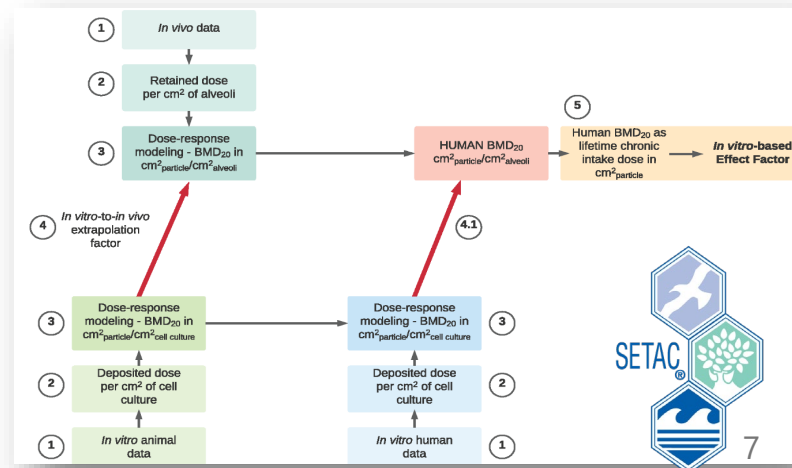 1
In vivo data
2
Retained dose
per cm² of alveoli
3
Dose-response
modeling - BMD₂₀ in
cm²particle/cm²alveoli
HUMAN BMD₂₀
cm²particle/cm²alveoli
5
Human BMD₂₀ as
lifetime chronic
intake dose in
cm²particle
In vitro-based
Effect Factor
4
In vitro-to-in vivo
extrapolation
factor
4.1
3
Dose-response
modeling - BMD₂₀ in
cm²particle/cm²cell culture
Dose-response
modeling - BMD₂₀ in
cm²particle/cm²cell culture
3
2
Deposited dose
per cm² of cell
culture
Deposited dose
per cm² of cell
culture
2
1
In vitro animal
data
In vitro human
data
1
SETAC®
7